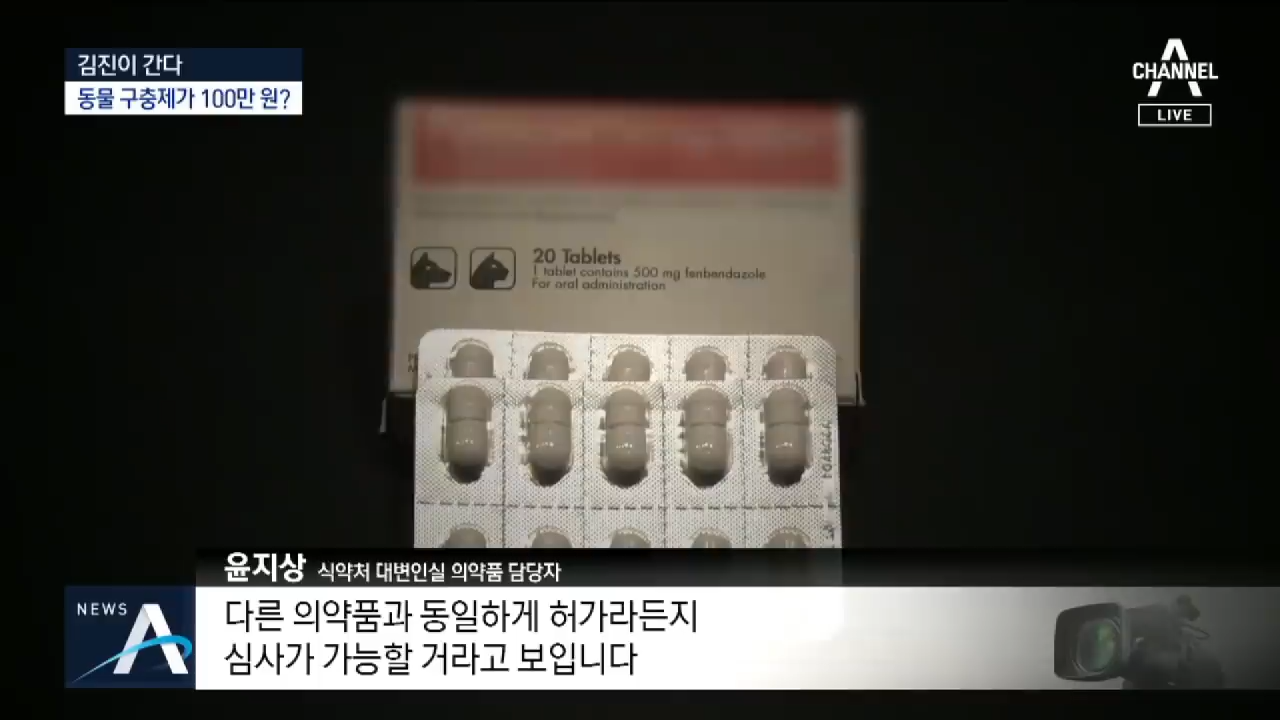 김진이 간다
동물 구충제가 100만 원?
CHANNEL
LIVE
20 Tablets
1 tablet contains 500 mg fenbendazole
For oral administration
윤지상 식약처 대변인실 의약품 담당자
NEWS
다른 의약품과 동일하게 허가라든지
심사가 가능할 거라고 보입니다